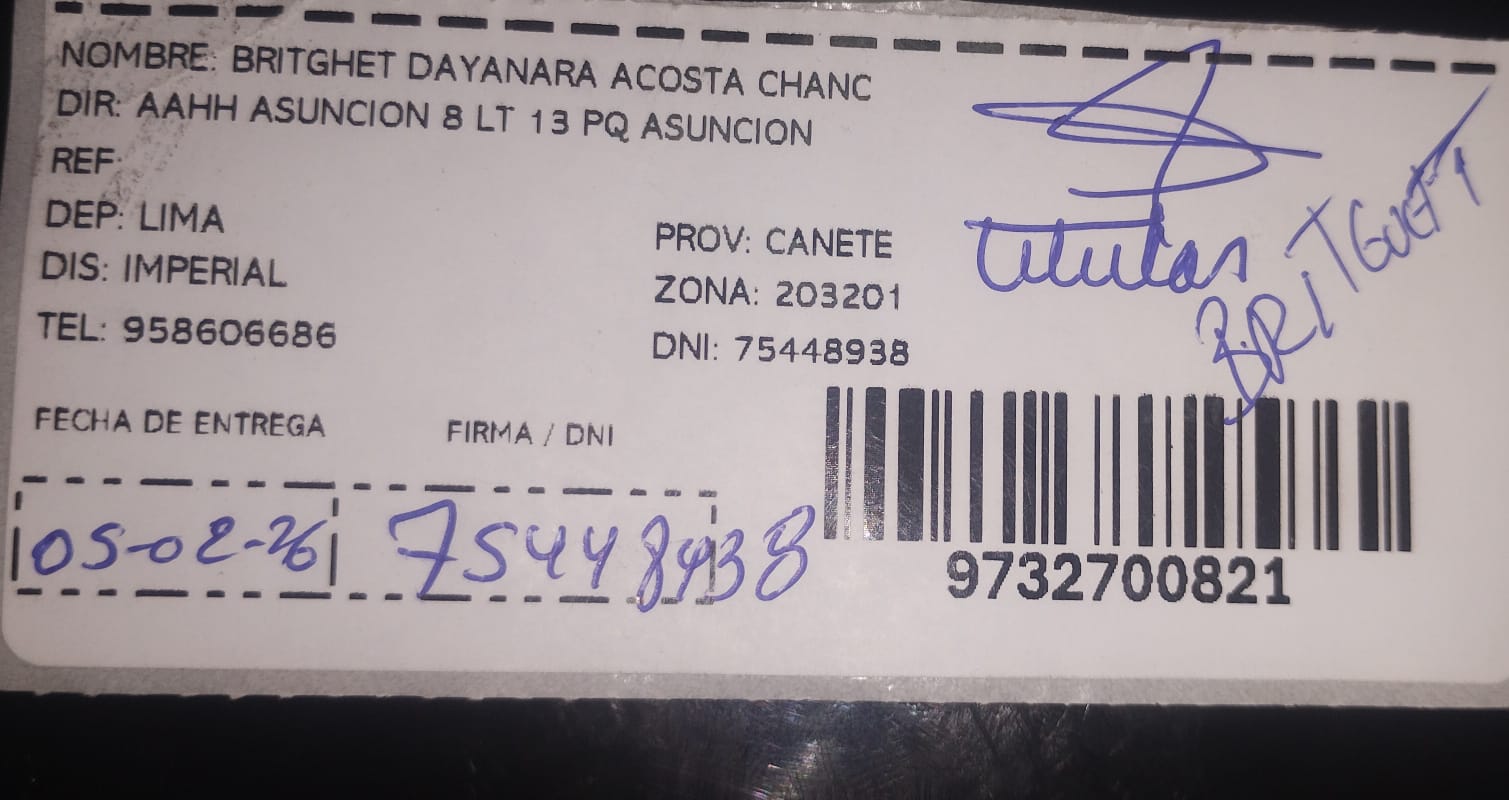 NOMBRE: BRITGHET DAYANARA ACOSTA CHANC
DIR: AAHH ASUNCION 8 LT 13 PQ ASUNCION
REF:
DEP: LIMA
PROV: CANETE
DIS: IMPERIAL
ZONA: 203201
TEL: 958606686
DNI: 75448938
Titular
BRITGUETT
FECHA DE ENTREGA
FIRMA / DNI
05-02-26
75448938
9732700821